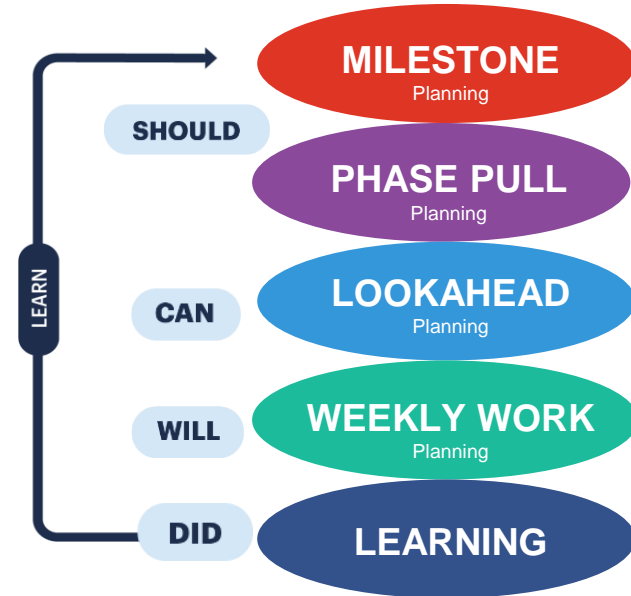 MILESTONE
Planning
SHOULD
PHASE PULL
Planning
LEARN
CAN
LOOKAHEAD
Planning
WILL
WEEKLY WORK
Planning
DID
LEARNING